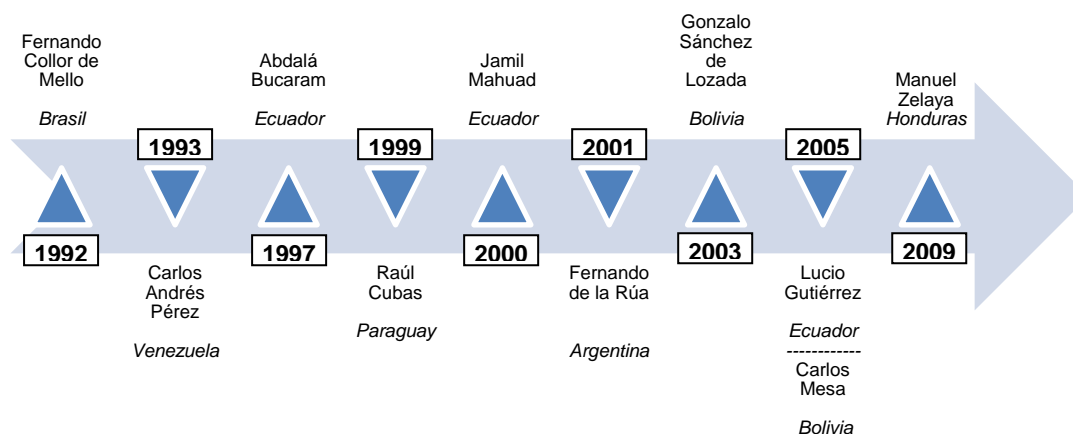 Fernando
Collor de
Mello
Brasil
1992
1993
Carlos
Andrés
Pérez
Venezuela
Abdalá
Bucaram
Ecuador
1997
1999
Raúl
Cubas
Paraguay
Jamil
Mahuad
Ecuador
2000
2001
Fernando
de la Rúa
Argentina
Gonzalo
Sánchez
de
Lozada
Bolivia
2003
2005
Lucio
Gutiérrez
Ecuador
------------
Carlos
Mesa
Bolivia
Manuel
Zelaya
Honduras
2009